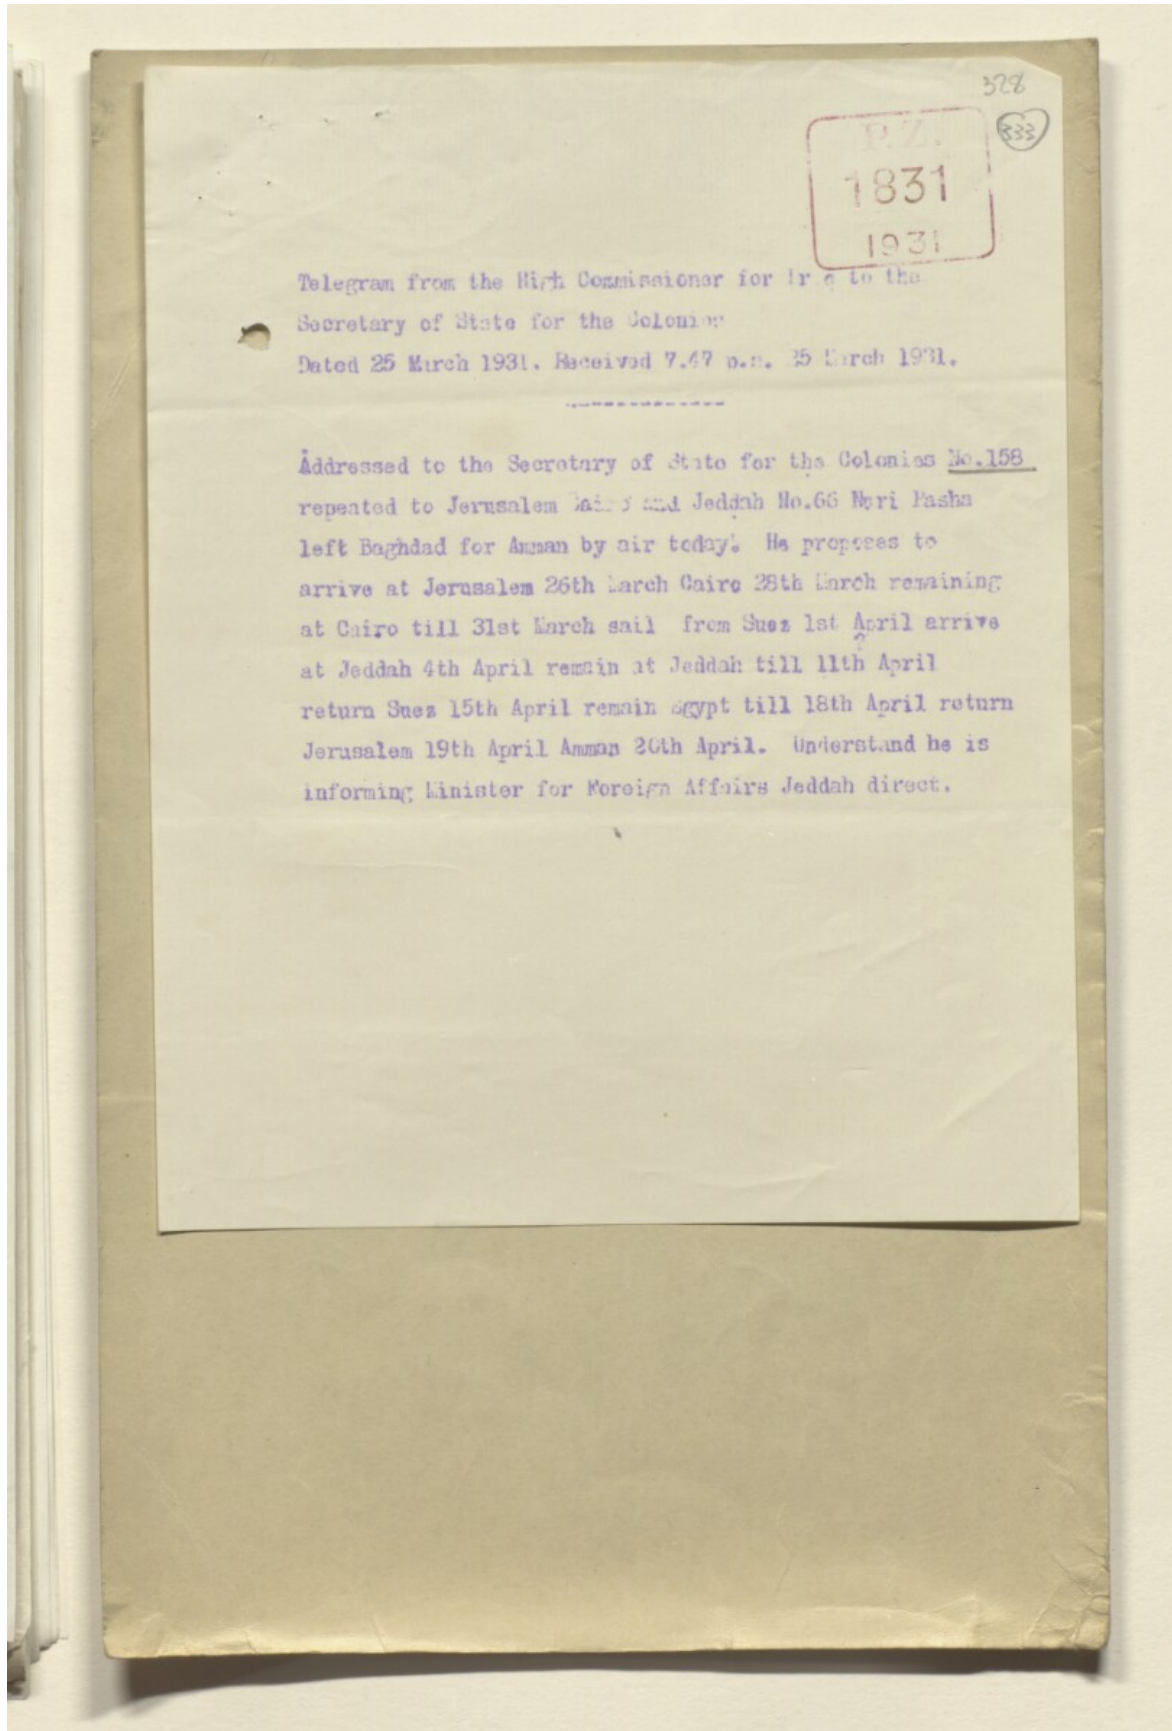 328
333
P.Z.
1831
1931
Telegram from the High Commissioner for Iraq to the
Secretary of State for the Colonies
Dated 25 March 1931. Received 7.47 p.m. 25 March 1931.
---------------
Addressed to the Secretary of State for the Colonies No.158
repeated to Jerusalem Cairo and Jeddah No.66 Nuri Pasha
left Baghdad for Amman by air today. He proposes to
arrive at Jerusalem 26th March Cairo 28th March remaining
at Cairo till 31st March sail from Suez 1st April arrive
at Jeddah 4th April remain at Jeddah till 11th April
return Suez 15th April remain Egypt till 18th April return
Jerusalem 19th April Amman 20th April. Understand he is
informing Minister for Foreign Affairs Jeddah direct.